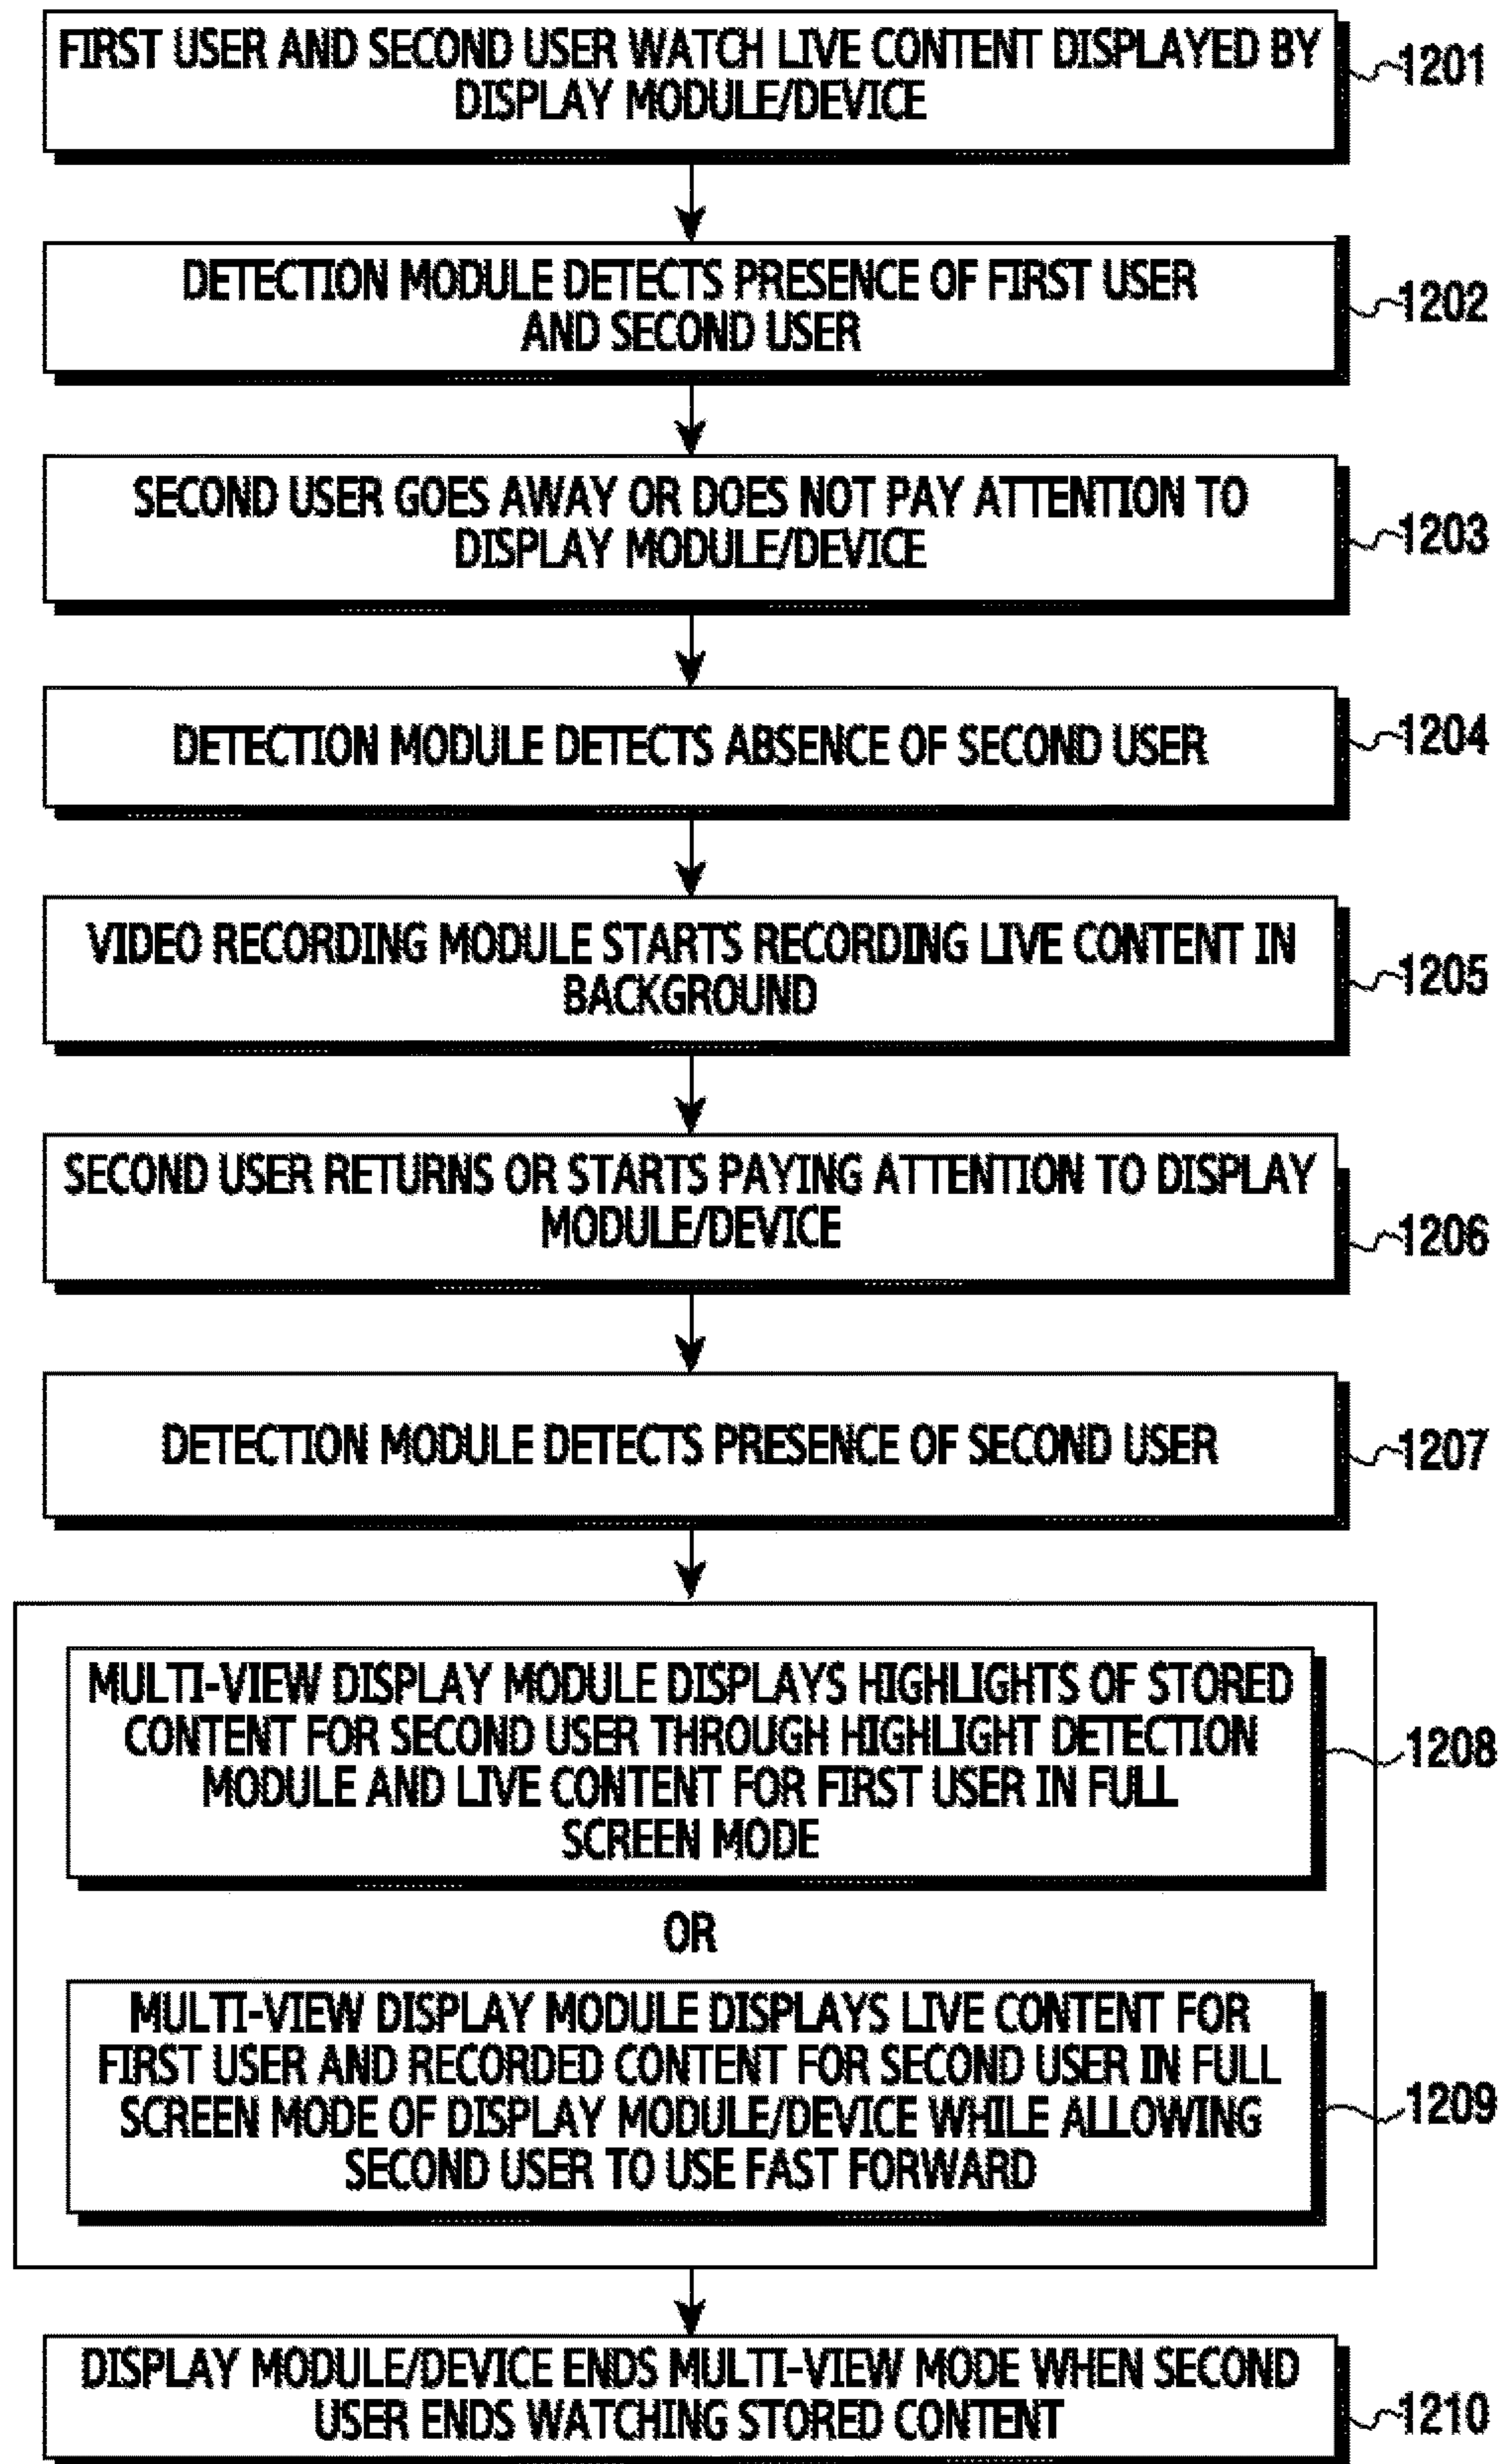 FIRST USER AND SECOND USER WATCH LIVE CONTENT DISPLAYED BY
DISPLAY MODULE/DEVICE
1201
DETECTION MODULE DETECTS PRESENCE OF FIRST USER
AND SECOND USER
1202
SECOND USER GOES AWAY OR DOES NOT PAY ATTENTION TO
DISPLAY MODULE/DEVICE
1203
DETECTION MODULE DETECTS ABSENCE OF SECOND USER
1204
VIDEO RECORDING MODULE STARTS RECORDING LIVE CONTENT IN
BACKGROUND
1205
SECOND USER RETURNS OR STARTS PAYING ATTENTION TO DISPLAY
MODULE/DEVICE
1206
DETECTION MODULE DETECTS PRESENCE OF SECOND USER
1207
MULTI-VIEW DISPLAY MODULE DISPLAYS HIGHLIGHTS OF STORED
CONTENT FOR SECOND USER THROUGH HIGHLIGHT DETECTION
MODULE AND LIVE CONTENT FOR FIRST USER IN FULL
SCREEN MODE
1208
OR
MULTI-VIEW DISPLAY MODULE DISPLAYS LIVE CONTENT FOR
FIRST USER AND RECORDED CONTENT FOR SECOND USER IN FULL
SCREEN MODE OF DISPLAY MODULE/DEVICE WHILE ALLOWING
SECOND USER TO USE FAST FORWARD
1209
DISPLAY MODULE/DEVICE ENDS MULTI-VIEW MODE WHEN SECOND
USER ENDS WATCHING STORED CONTENT
1210